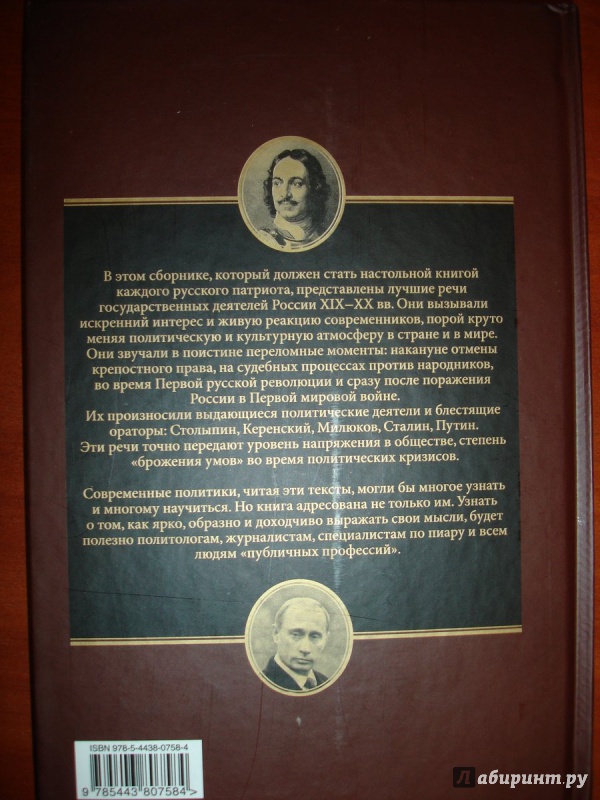 В этом сборнике, который должен стать настольной книгой
каждого русского патриота, представлены лучшие речи
государственных деятелей России XIX–XX вв. Они вызывали
искренний интерес и живую реакцию современников, порой круто
меняя политическую и культурную атмосферу в стране и в мире.
Они звучали в поистине переломные моменты: накануне отмены
крепостного права, на судебных процессах против народников,
во время Первой русской революции и сразу после поражения
России в Первой мировой войне.
Их произносили выдающиеся политические деятели и блестящие
ораторы: Столыпин, Керенский, Милюков, Сталин, Путин.
Эти речи точно передают уровень напряжения в обществе, степень
«брожения умов» во время политических кризисов.
Современные политики, читая эти тексты, могли бы многое узнать
и многому научиться. Но книга адресована не только им. Узнать
о том, как ярко, образно и доходчиво выражать свои мысли, будет
полезно политологам, журналистам, специалистам по пиару и всем
людям «публичных профессий».
ISBN 978-5-4438-0758-4
9 785443 807584 >
Лабиринт.ру